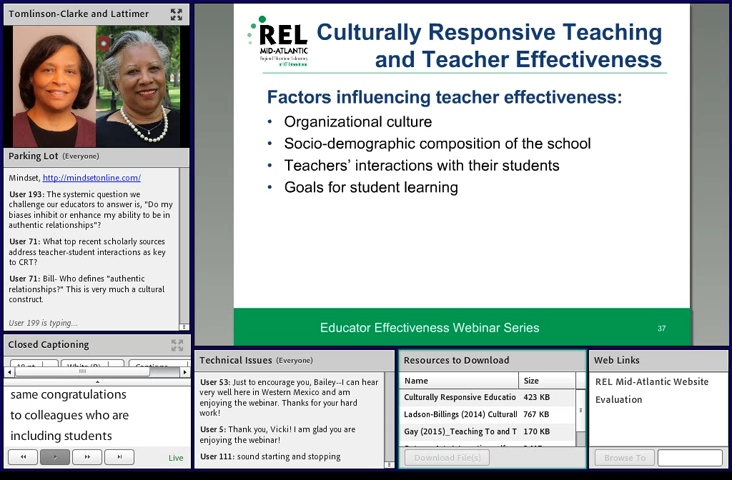 Tomlinson-Clarke and Lattimer
Parking Lot (Everyone)
Mindset, http://mindsetonline.com/
User 193: The systemic question we
challenge our educators to answer is, "Do my
biases inhibit or enhance my ability to be in
authentic relationships"?
User 71: What top recent scholarly sources
address teacher-student interactions as key
to CRT?
User 71: Bill- Who defines "authentic
relationships?" This is very much a cultural
construct.
User 199 is typing...
Closed Captioning
same congratulations
to colleagues who are
including students
Live
REL
MID-ATLANTIC
Culturally Responsive Teaching
and Teacher Effectiveness
Factors influencing teacher effectiveness:
• Organizational culture
• Socio-demographic composition of the school
• Teachers' interactions with their students
• Goals for student learning
Educator Effectiveness Webinar Series
37
Technical Issues (Everyone)
User 53: Just to encourage you, Bailey--I can hear
very well here in Western Mexico and am
enjoying the webinar. Thanks for your hard
work!
User 5: Thank you, Vicki! I am glad you are
enjoying the webinar!
User 111: sound starting and stopping
Resources to Download
Name Size
Culturally Responsive Educatio 423 KB
Ladson-Billings (2014) Culturall 767 KB
Gay (2015)_Teaching To and T 170 KB
Download File(s)
Web Links
REL Mid-Atlantic Website
Evaluation
Browse To